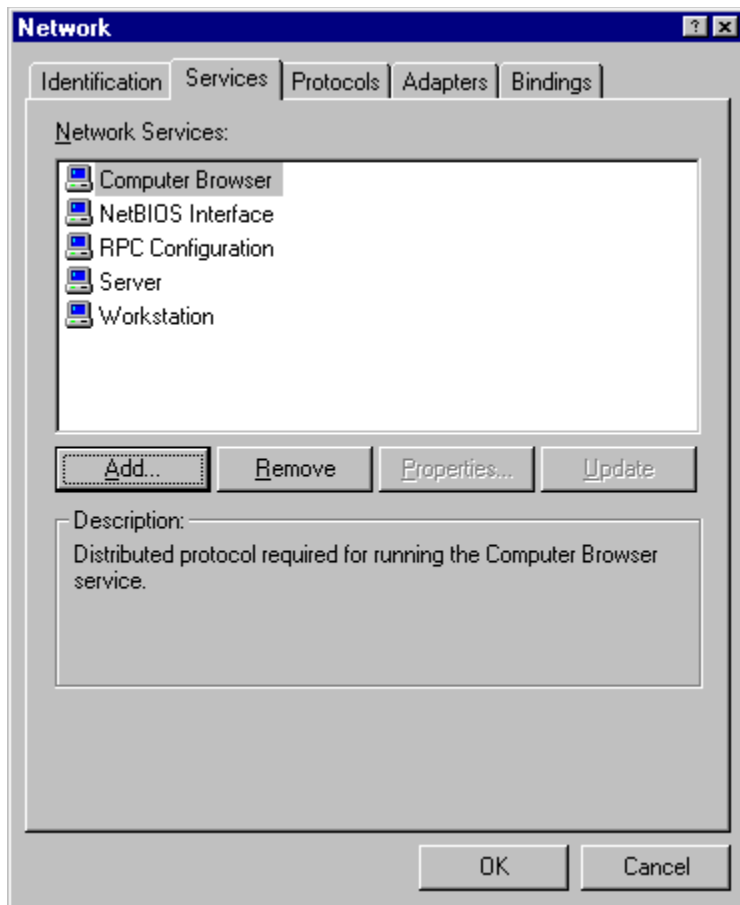 Network
Identification Services Protocols Adapters Bindings
Network Services:
Computer Browser
NetBIOS Interface
RPC Configuration
Server
Workstation
Add... Remove Properties... Update
Description:
Distributed protocol required for running the Computer Browser
service.
OK Cancel